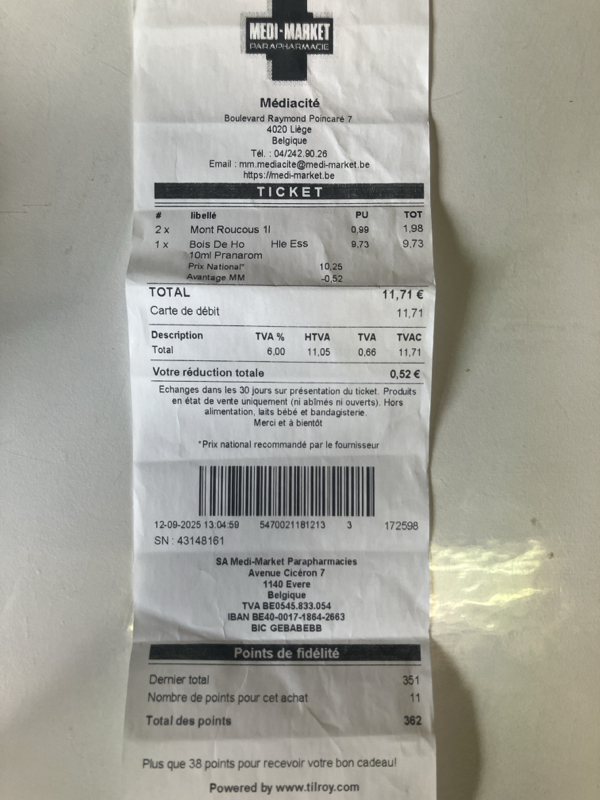 MEDI-MARKET
PARAPHARMACIE
Médiacité
Boulevard Raymond Poincaré 7
4020 Liège
Belgique
Tél. : 04/242.90.26
Email : mm.mediacite@medi-market.be
https://medi-market.be
TICKET
# libellé PU TOT
2 x Mont Roucous 1l 0,99 1,98
1 x Bois De Ho Hle Ess 9,73 9,73
10ml Pranarom
Prix National* 10,25
Avantage MM -0,52
TOTAL 11,71 €
Carte de débit 11,71
Description TVA % HTVA TVA TVAC
Total 6,00 11,05 0,66 11,71
Votre réduction totale 0,52 €
Echanges dans les 30 jours sur présentation du ticket. Produits
en état de vente uniquement (ni abîmés ni ouverts). Hors
alimentation, laits bébé et bandagisterie.
Merci et à bientôt
*Prix national recommandé par le fournisseur
12-09-2025 13:04:59 5470021181213 3 172598
SN : 43148161
SA Medi-Market Parapharmacies
Avenue Cicéron 7
1140 Evere
Belgique
TVA BE0545.833.054
IBAN BE40-0017-1864-2663
BIC GEBABEBB
Points de fidélité
Dernier total 351
Nombre de points pour cet achat 11
Total des points 362
Plus que 38 points pour recevoir votre bon cadeau!
Powered by www.tilroy.com